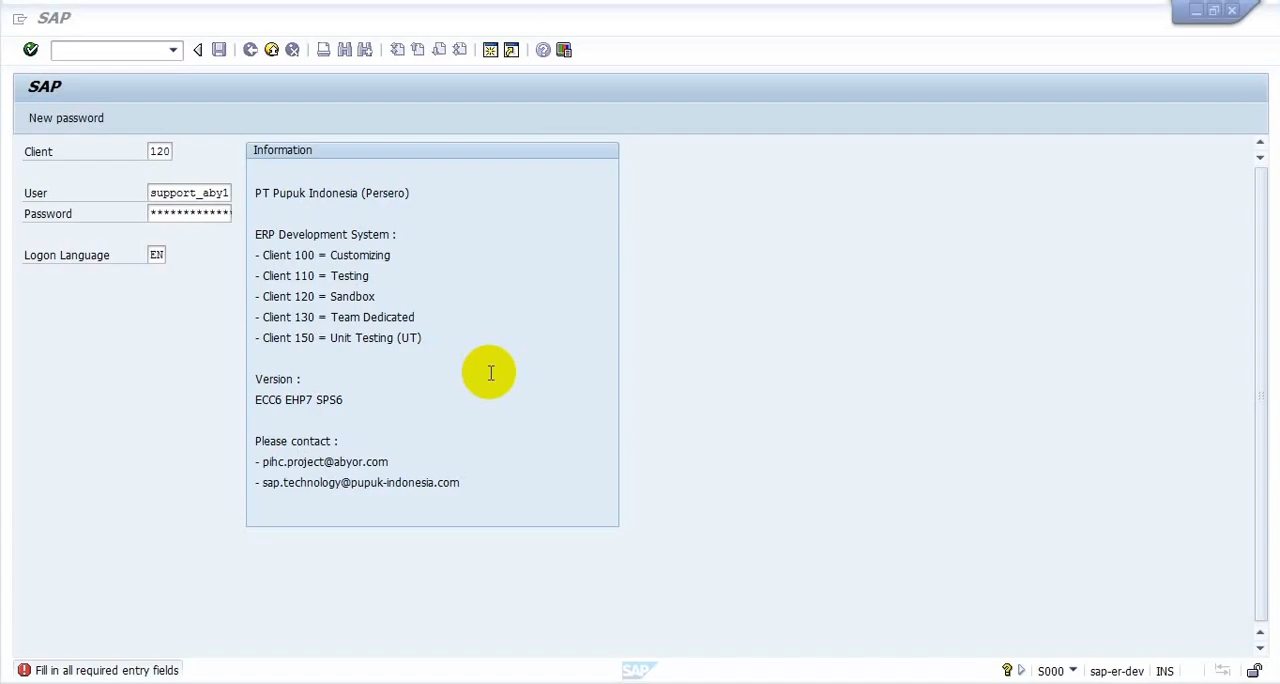 SAP
SAP
New password
Client 120
Information
User support_aby1
PT Pupuk Indonesia (Persero)
Password *************
ERP Development System :
Logon Language EN
- Client 100 = Customizing
- Client 110 = Testing
- Client 120 = Sandbox
- Client 130 = Team Dedicated
- Client 150 = Unit Testing (UT)
Version :
ECC6 EHP7 SPS6
Please contact :
- pihc.project@abyor.com
- sap.technology@pupuk-indonesia.com
Fill in all required entry fields
SAP
S000
sap-er-dev
INS